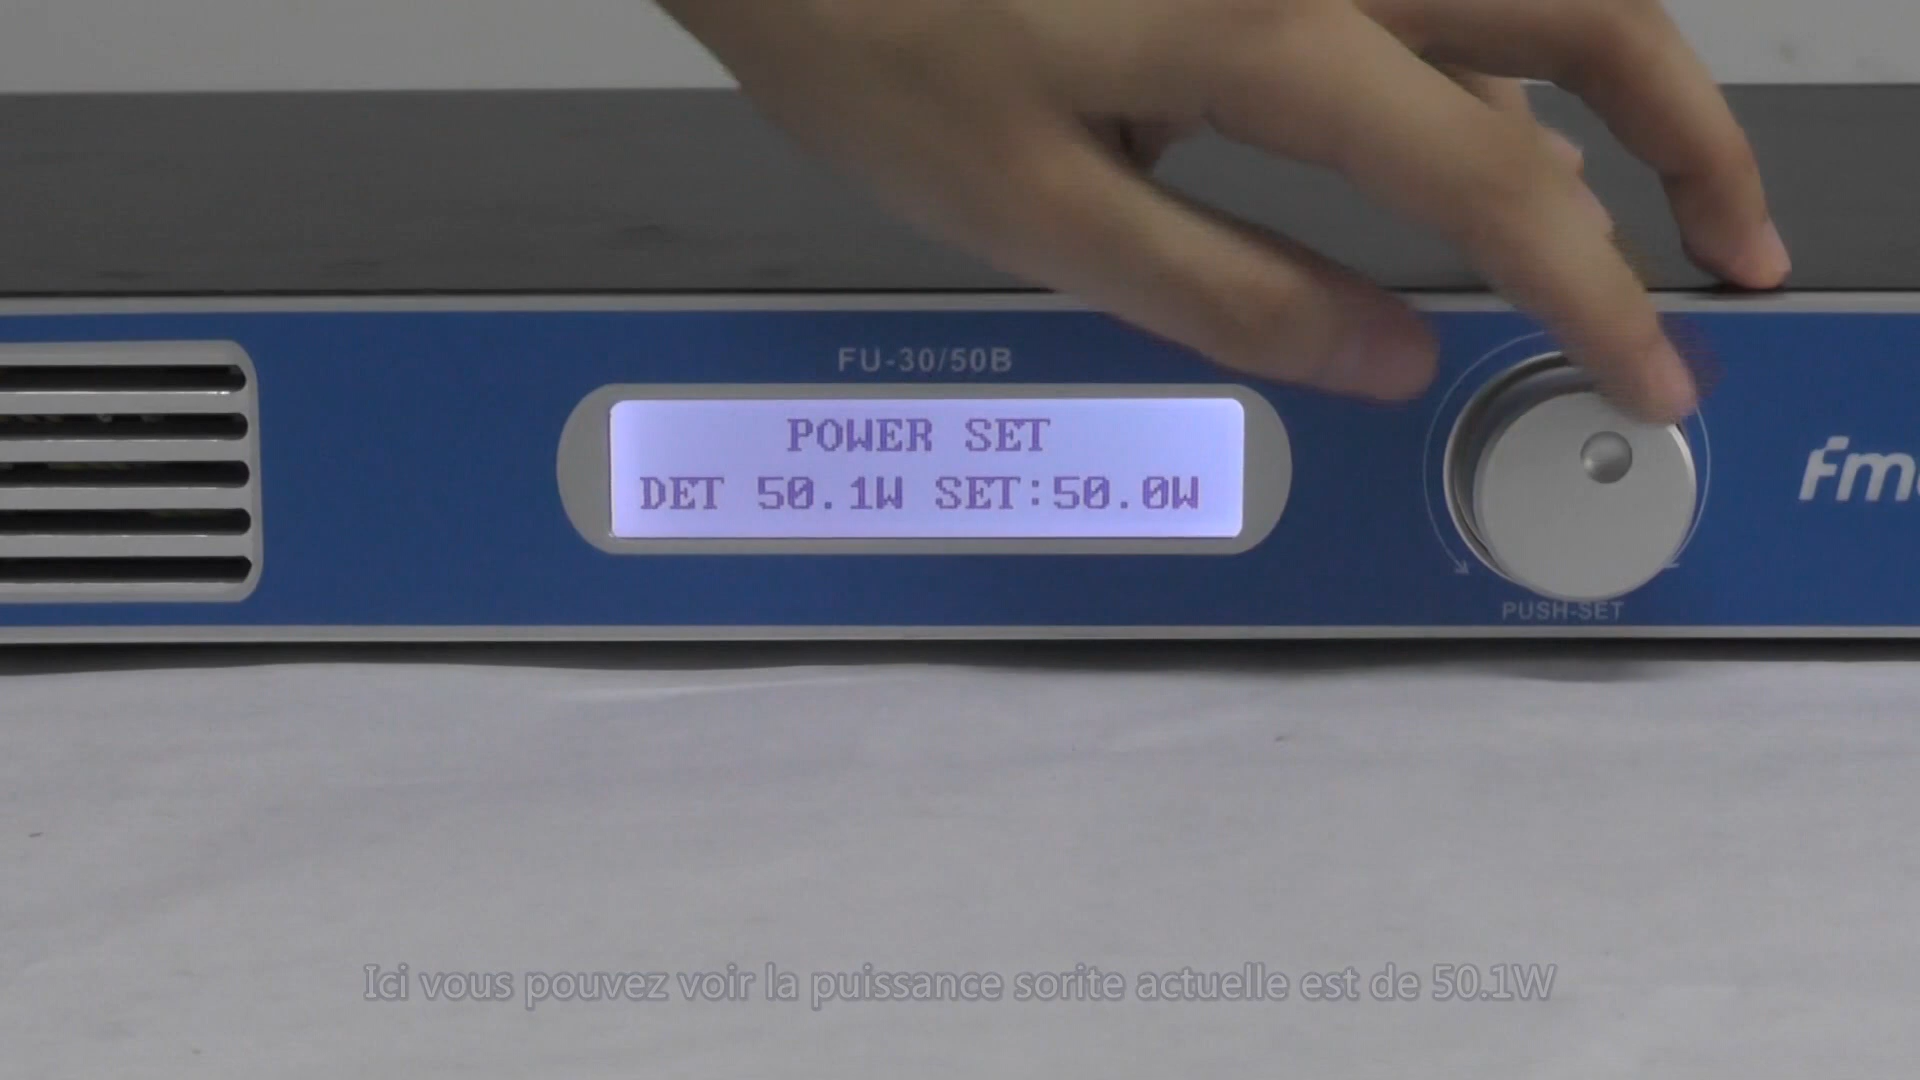 FU-30/50B
POWER SET
DET 50.1W SET:50.0W
PUSH-SET
Ici vous pouvez voir la puissance sorite actuelle est de 50.1W